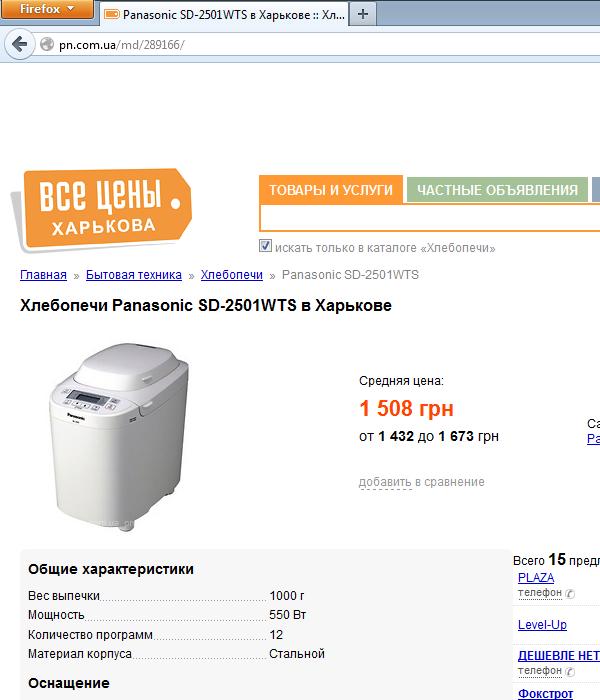 Firefox
Panasonic SD-2501WTS в Харькове :: Хл...
pn.com.ua/md/289166/
ВСЕ ЦЕНЫ
ХАРЬКОВА
ТОВАРЫ И УСЛУГИ
ЧАСТНЫЕ ОБЪЯВЛЕНИЯ
искать только в каталоге «Хлебопечи»
Главная » Бытовая техника » Хлебопечи » Panasonic SD-2501WTS
Хлебопечи Panasonic SD-2501WTS в Харькове
Panasonic
Средняя цена:
1 508 грн
от 1 432 до 1 673 грн
Са
Pa
добавить в сравнение
Общие характеристики
Вес выпечки 1000 г
Мощность 550 Вт
Количество программ 12
Материал корпуса Стальной
Оснащение
Всего 15 пред
PLAZA
телефон
Level-Up
ДЕШЕВЛЕ НЕТ
телефон
Фокстрот